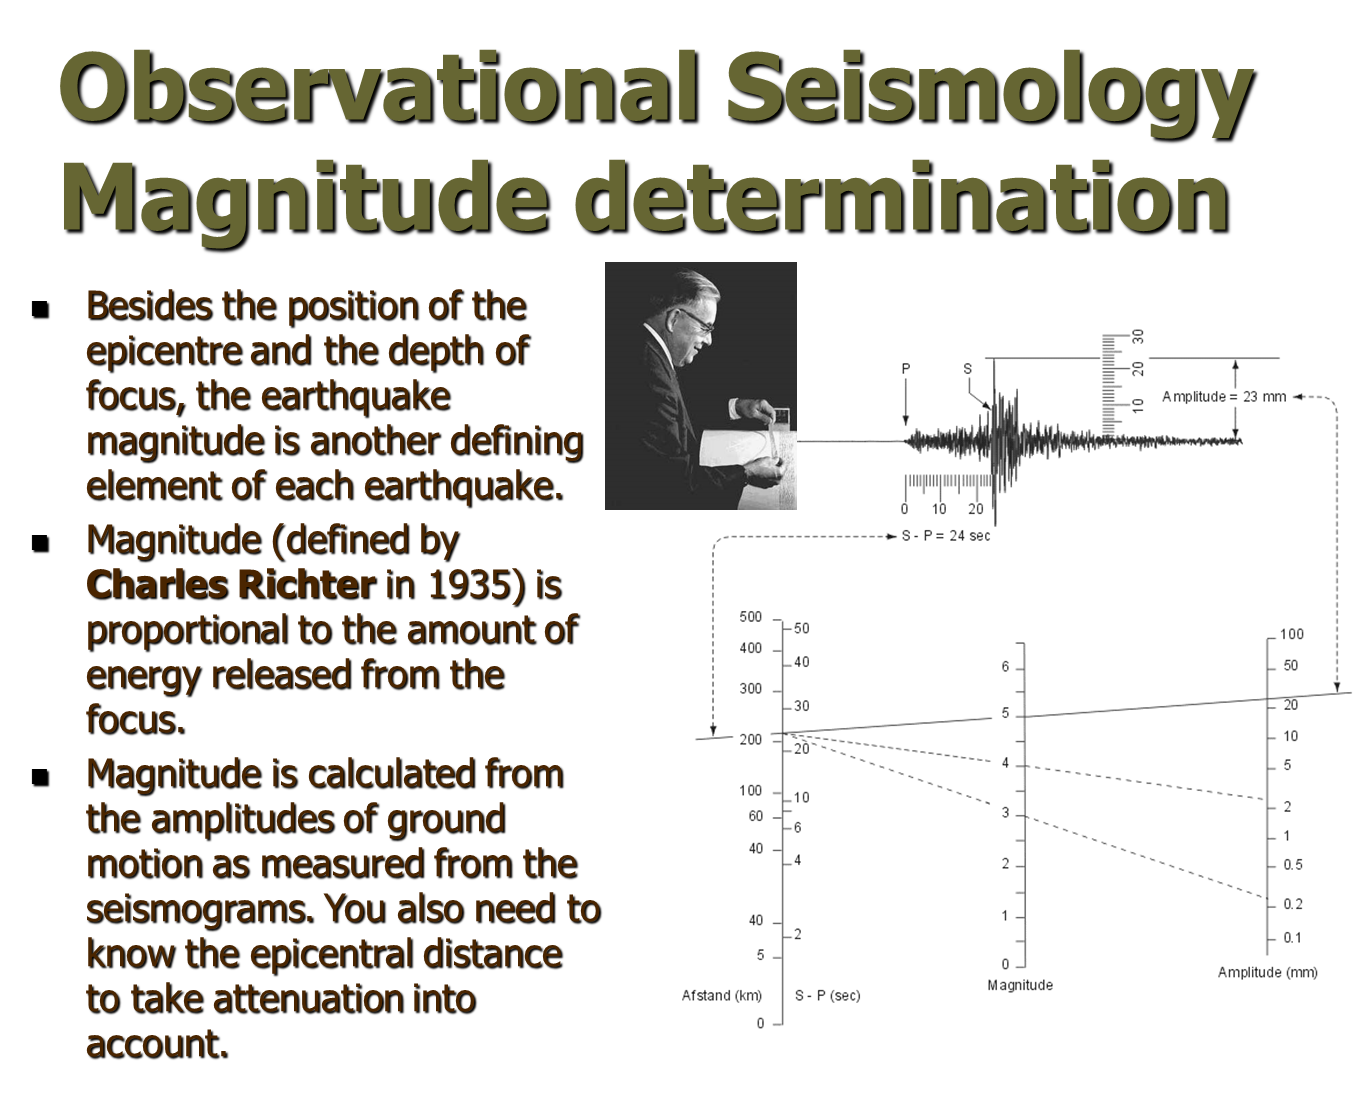 Observational Seismology
Magnitude determination
Besides the position of the
epicentre and the depth of
focus, the earthquake
magnitude is another defining
element of each earthquake.
Magnitude (defined by
Charles Richter in 1935) is
proportional to the amount of
energy released from the
focus.
Magnitude is calculated from
the amplitudes of ground
motion as measured from the
seismograms. You also need to
know the epicentral distance
to take attenuation into
account.
P
S
30
20
10
Amplitude = 23 mm
0 10 20
S - P = 24 sec
500
400
300
200
100
60
40
40
5
0
Afstand (km)
50
40
30
20
10
6
4
2
S - P (sec)
6
5
4
3
2
1
0
Magnitude
100
50
20
10
5
2
1
0.5
0.2
0.1
Amplitude (mm)